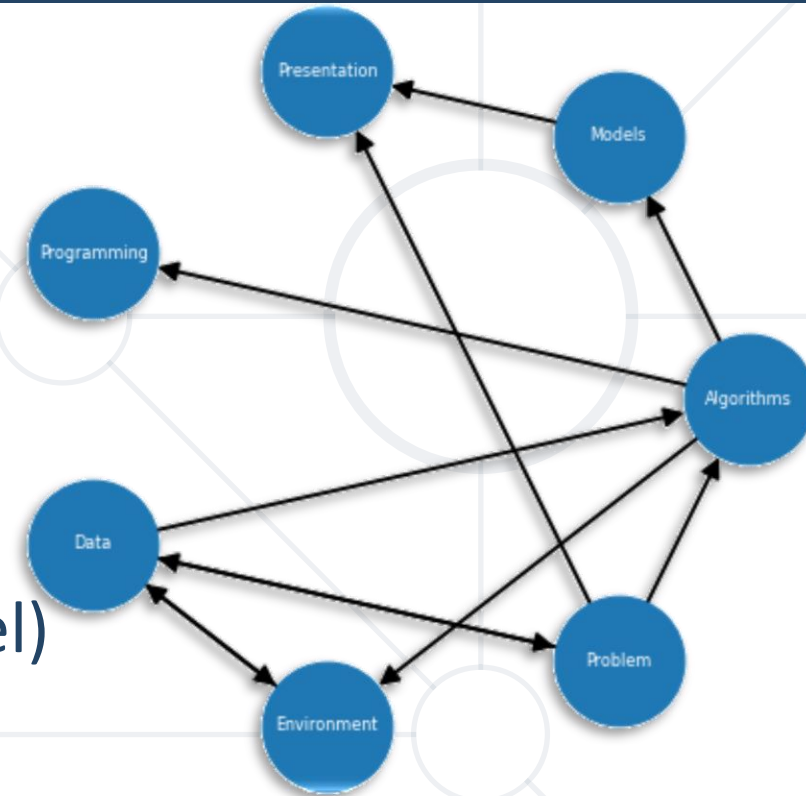 Presentation
Models
Programming
Algorithms
Data
el)
Problem
Environment